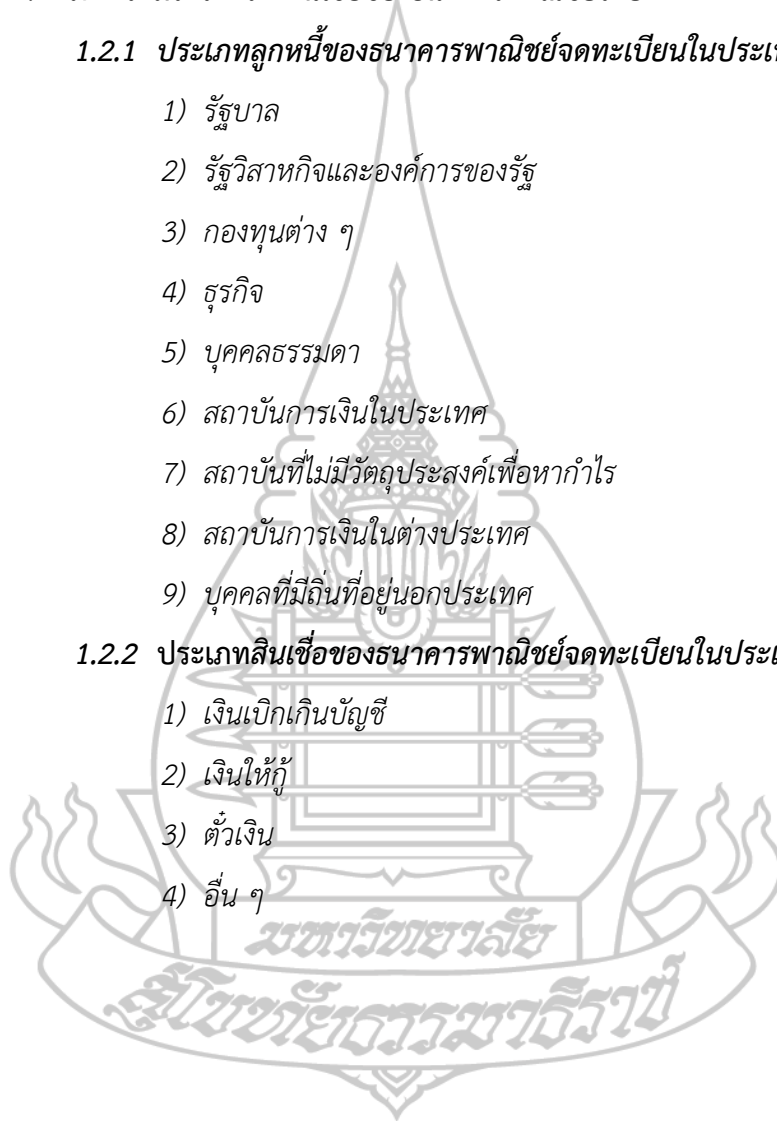 1.2.1 ประเภทลูกหนี้ของธนาคารพาณิชย์จดทะเบียนในประเท
1) รัฐบาล
2) รัฐวิสาหกิจและองค์การของรัฐ
3) กองทุนต่าง ๆ
4) ธุรกิจ
5) บุคคลธรรมดา
6) สถาบันการเงินในประเทศ
7) สถาบันที่ไม่มีวัตถุประสงค์เพื่อหากำไร
8) สถาบันการเงินในต่างประเทศ
9) บุคคลที่มีถิ่นที่อยู่นอกประเทศ
1.2.2 ประเภทสินเชื่อของธนาคารพาณิชย์จดทะเบียนในประเ
1) เงินเบิกเกินบัญชี
2) เงินให้กู้
3) ตั๋วเงิน
4) อื่น ๆ
มหาวิทยาลัย
สุโขทัยธรรมาธิราช